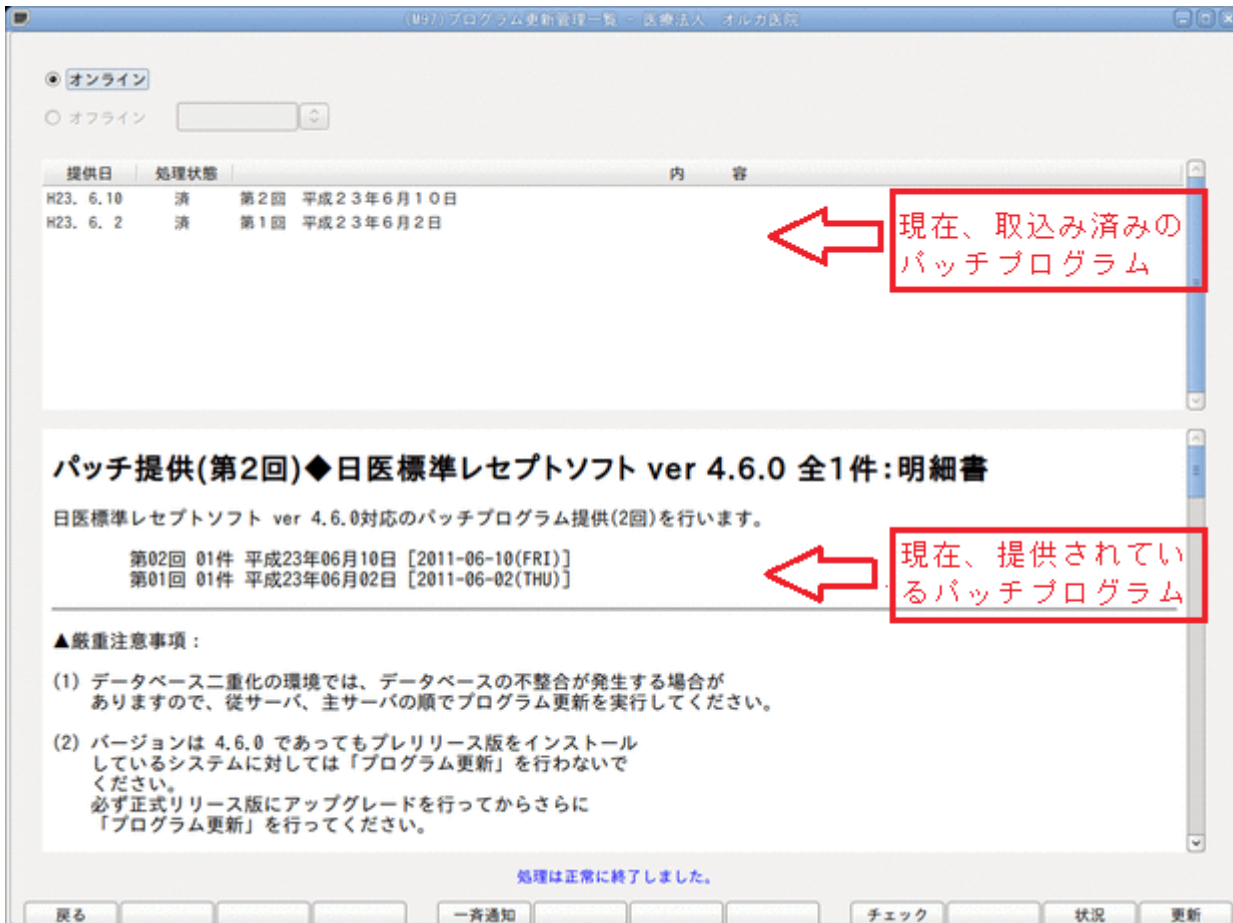 (M97)プログラム更新管理一覧 - 医療法人 オルカ医院
オンライン
オフライン
提供日 処理状態 内 容
H23. 6.10 済 第2回 平成23年6月10日
H23. 6. 2 済 第1回 平成23年6月2日
現在、取込み済みの
パッチプログラム
パッチ提供(第2回)◆日医標準レセプトソフト ver 4.6.0 全1件:明細書
日医標準レセプトソフト ver 4.6.0対応のパッチプログラム提供(2回)を行います。
第02回 01件 平成23年06月10日 [2011-06-10(FRI)]
第01回 01件 平成23年06月02日 [2011-06-02(THU)]
現在、提供されてい
るパッチプログラム
▲厳重注意事項:
(1) データベース二重化の環境では、データベースの不整合が発生する場合が
ありますので、従サーバ、主サーバの順でプログラム更新を実行してください。
(2) バージョンは 4.6.0 であってもプレリリース版をインストール
しているシステムに対しては「プログラム更新」を行わないで
ください。
必ず正式リリース版にアップグレードを行ってからさらに
「プログラム更新」を行ってください。
処理は正常に終了しました。
戻る 一斉通知 チェック 状況 更新